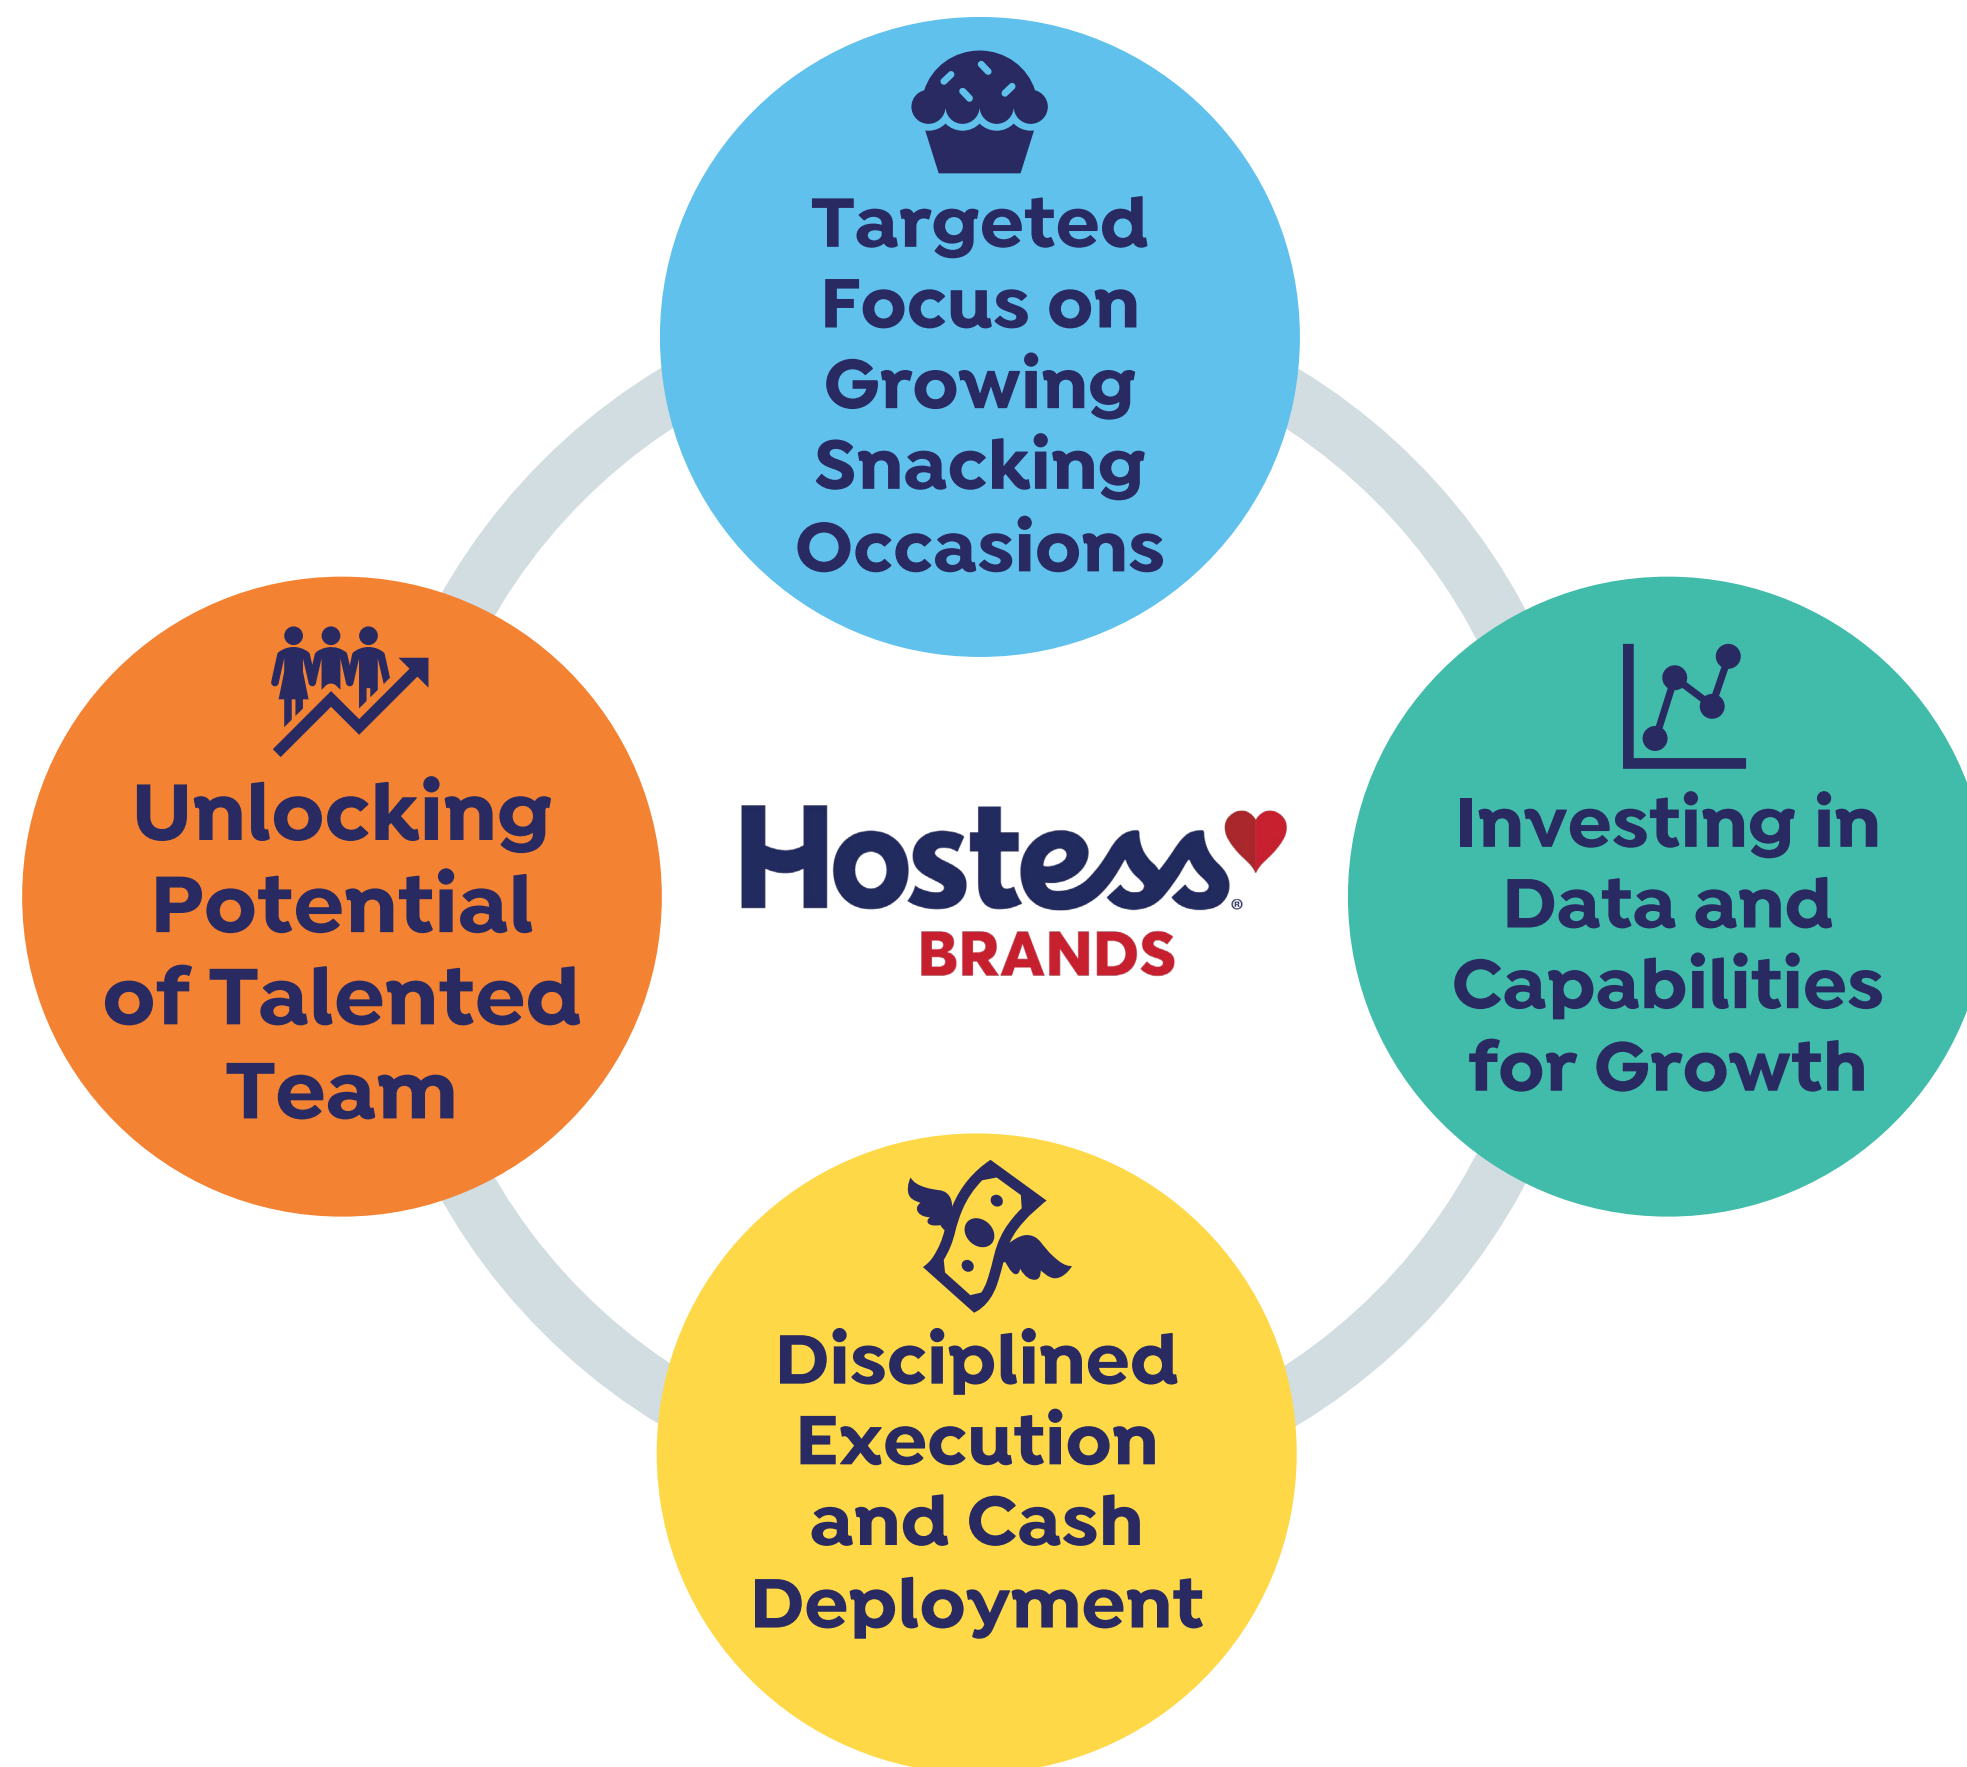 Targeted
Focus on
Growing
Snacking
Occasions
Unlocking
Potential
of Talented
Team
Hostess®
BRANDS
Investing in
Data and
Capabilities
for Growth
Disciplined
Execution
and Cash
Deployment